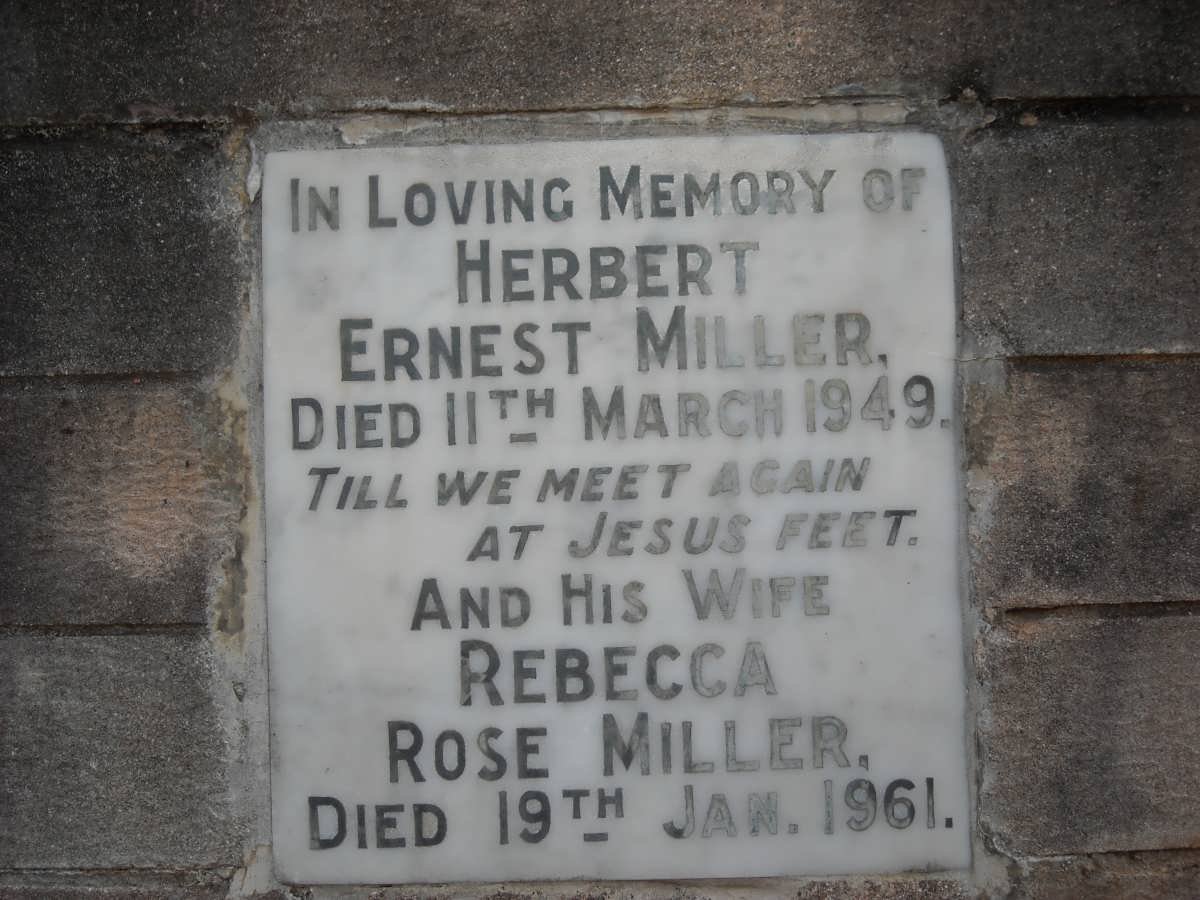 In Loving Memory of
Herbert
Ernest Miller,
Died 11th March 1949.
Till we meet again
at Jesus feet.
And His Wife
Rebecca
Rose Miller,
Died 19th Jan. 1961.